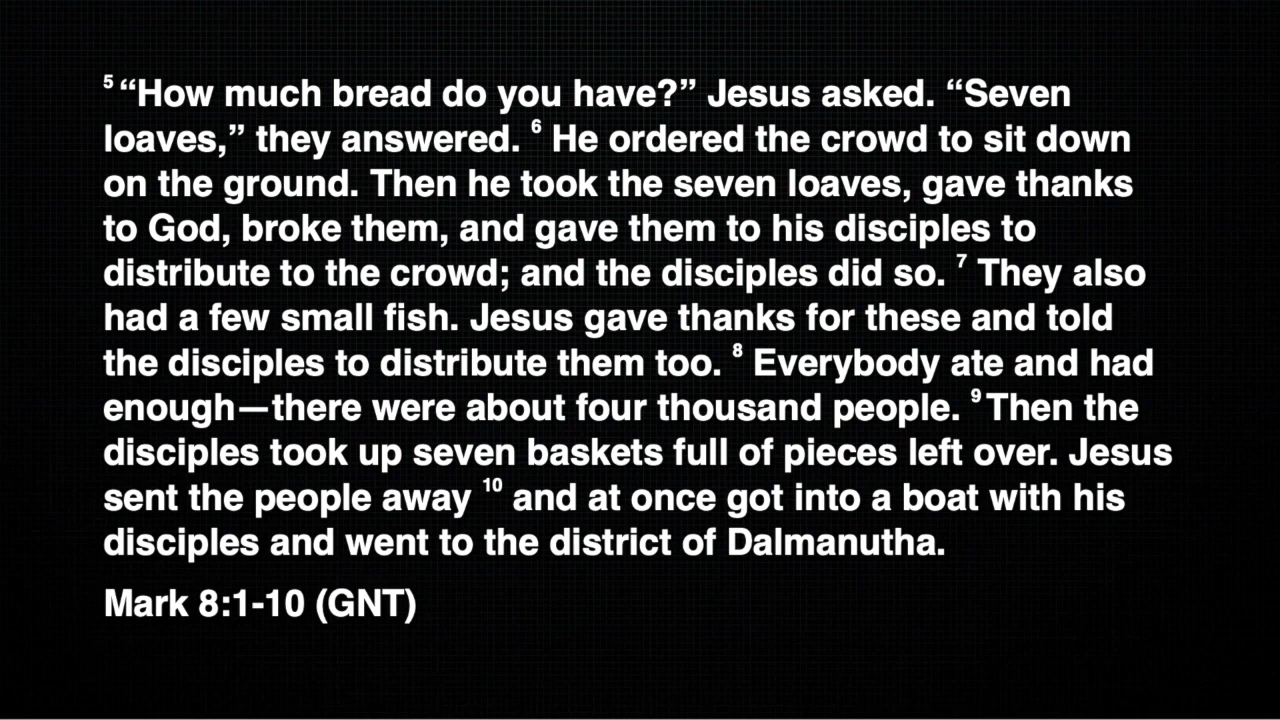 5 “How much bread do you have?” Jesus asked. “Seven
loaves,” they answered. 6 He ordered the crowd to sit down
on the ground. Then he took the seven loaves, gave thanks
to God, broke them, and gave them to his disciples to
distribute to the crowd; and the disciples did so. 7 They also
had a few small fish. Jesus gave thanks for these and told
the disciples to distribute them too. 8 Everybody ate and had
enough—there were about four thousand people. 9 Then the
disciples took up seven baskets full of pieces left over. Jesus
sent the people away 10 and at once got into a boat with his
disciples and went to the district of Dalmanutha.
Mark 8:1-10 (GNT)